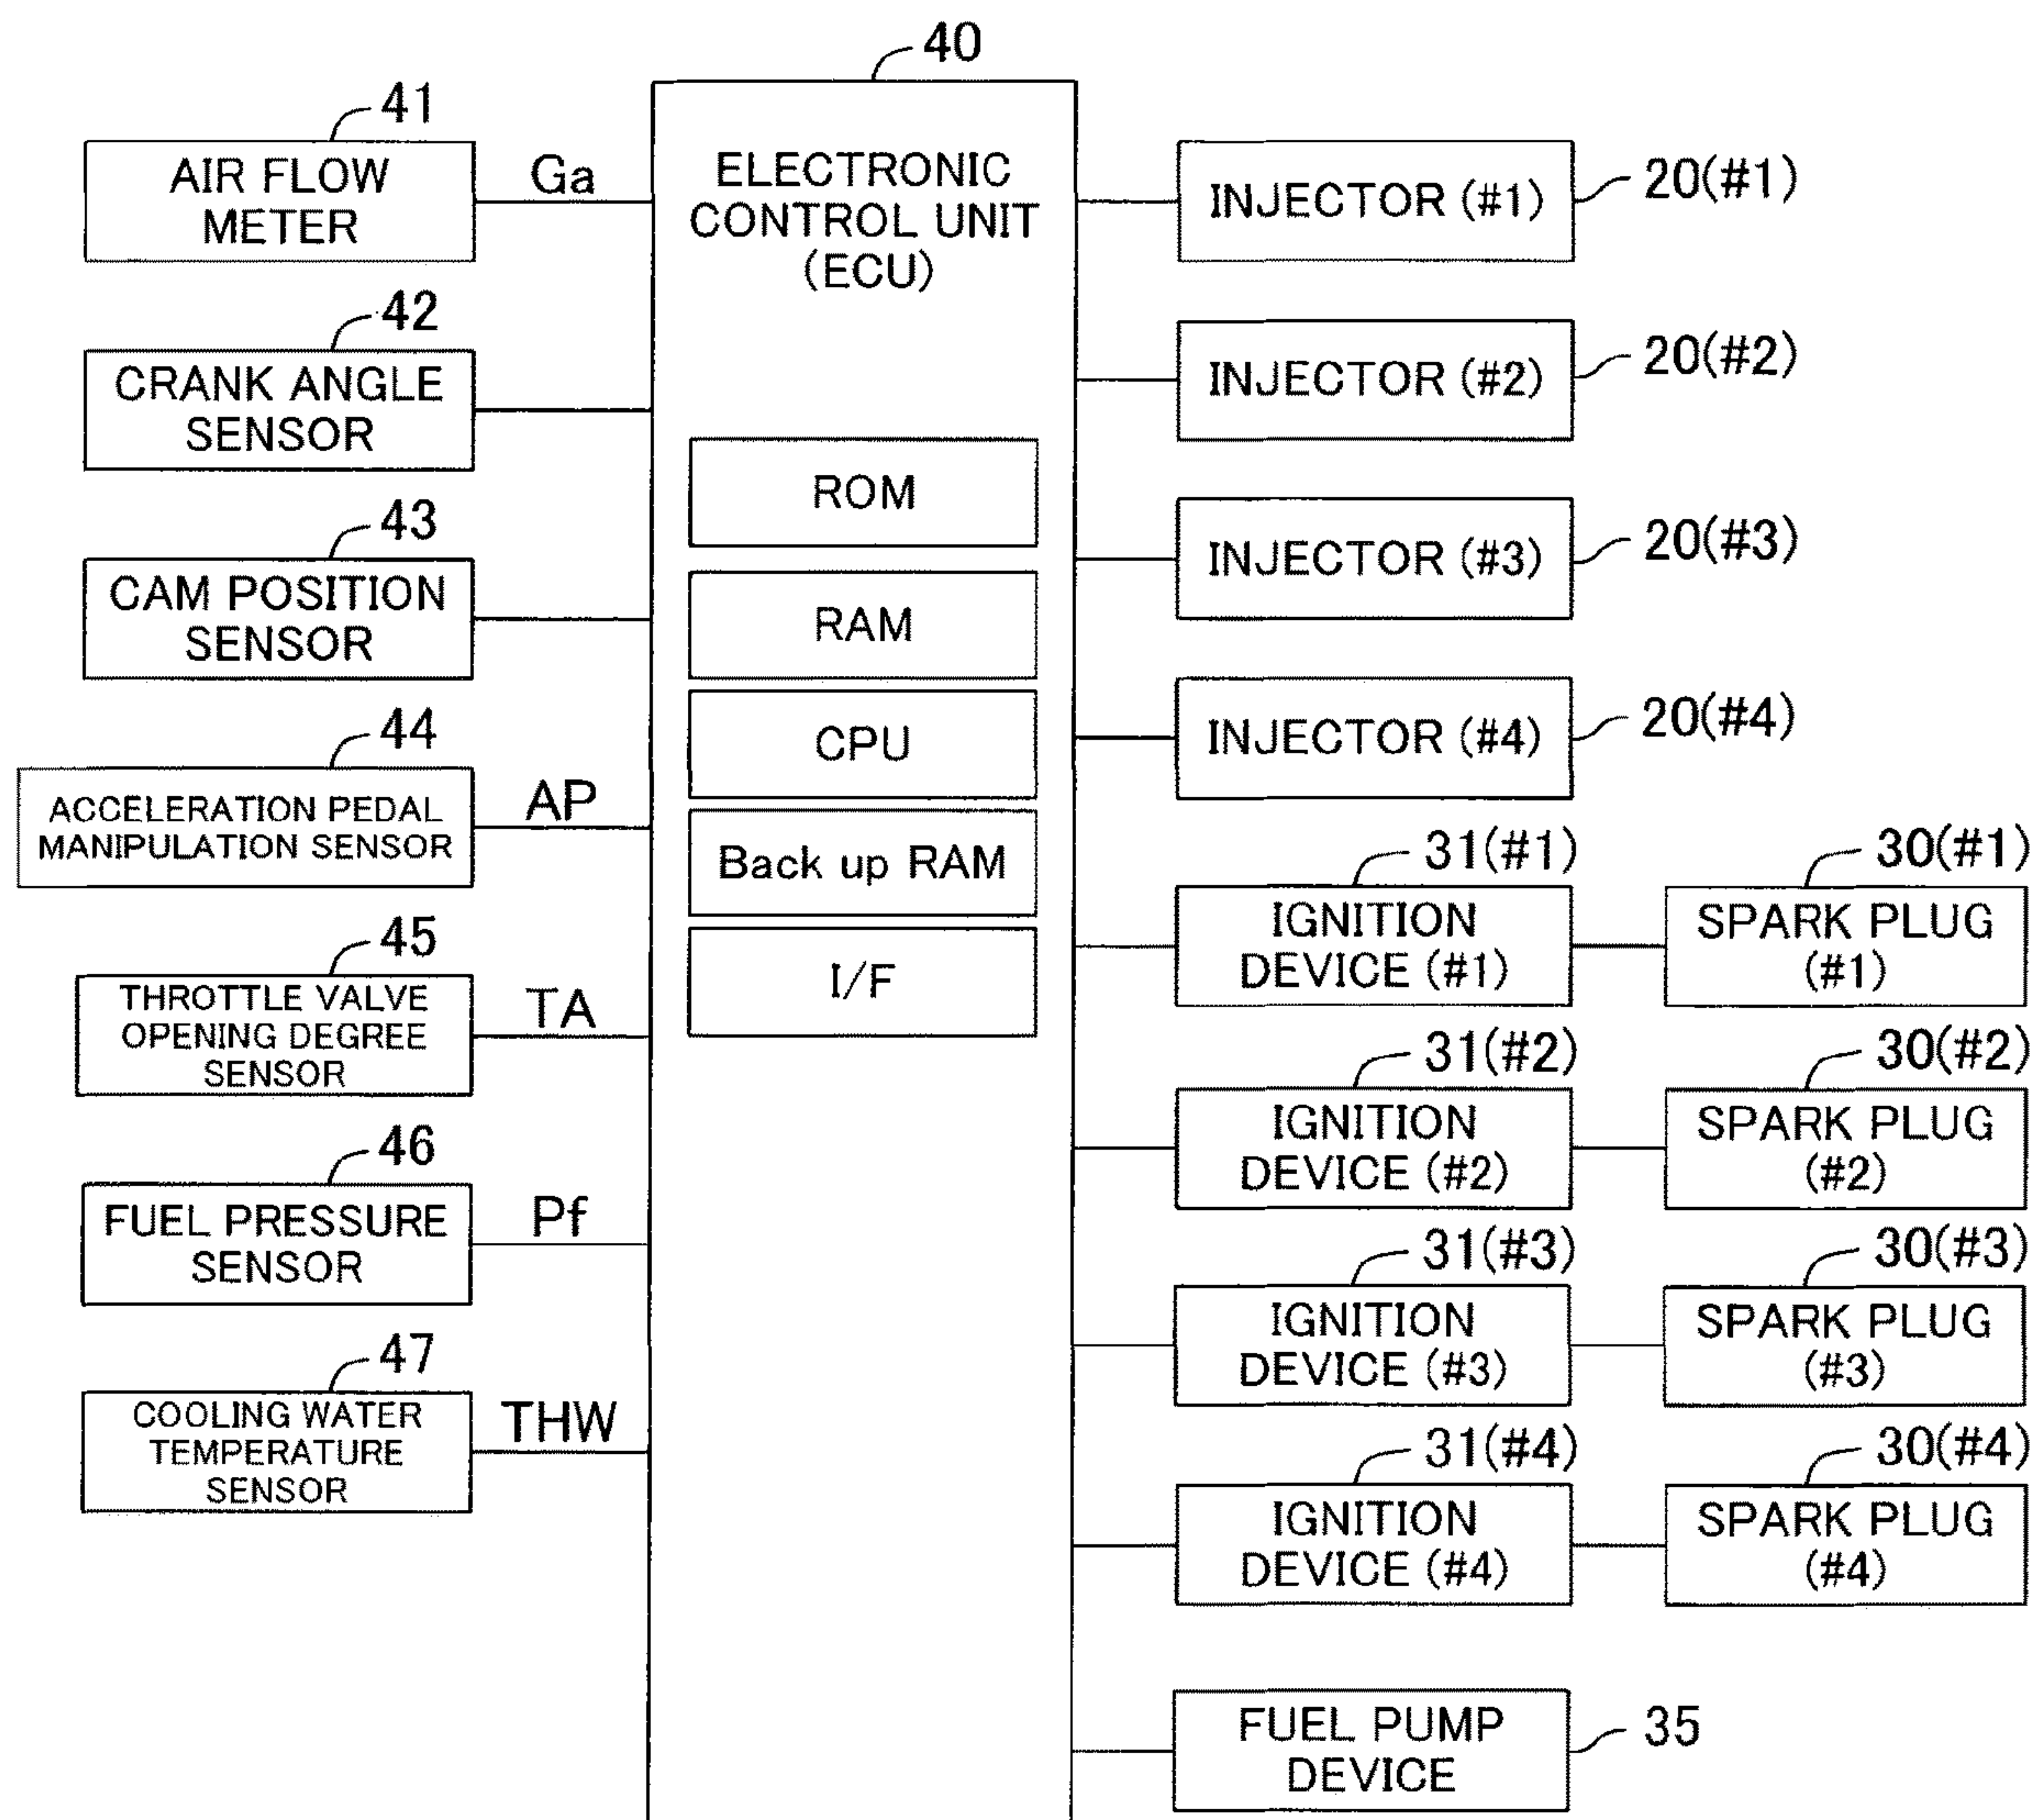 40
41
AIR FLOW
METER
Ga
42
CRANK ANGLE
SENSOR
43
CAM POSITION
SENSOR
44
ACCELERATION PEDAL
MANIPULATION SENSOR
AP
45
THROTTLE VALVE
OPENING DEGREE
SENSOR
TA
46
FUEL PRESSURE
SENSOR
Pf
47
COOLING WATER
TEMPERATURE
SENSOR
THW
ELECTRONIC
CONTROL UNIT
(ECU)
ROM
RAM
CPU
Back up RAM
I/F
INJECTOR (#1)
20(#1)
INJECTOR (#2)
20(#2)
INJECTOR (#3)
20(#3)
INJECTOR (#4)
20(#4)
31(#1)
IGNITION
DEVICE (#1)
30(#1)
SPARK PLUG
(#1)
31(#2)
IGNITION
DEVICE (#2)
30(#2)
SPARK PLUG
(#2)
31(#3)
IGNITION
DEVICE (#3)
30(#3)
SPARK PLUG
(#3)
31(#4)
IGNITION
DEVICE (#4)
30(#4)
SPARK PLUG
(#4)
FUEL PUMP
DEVICE
35